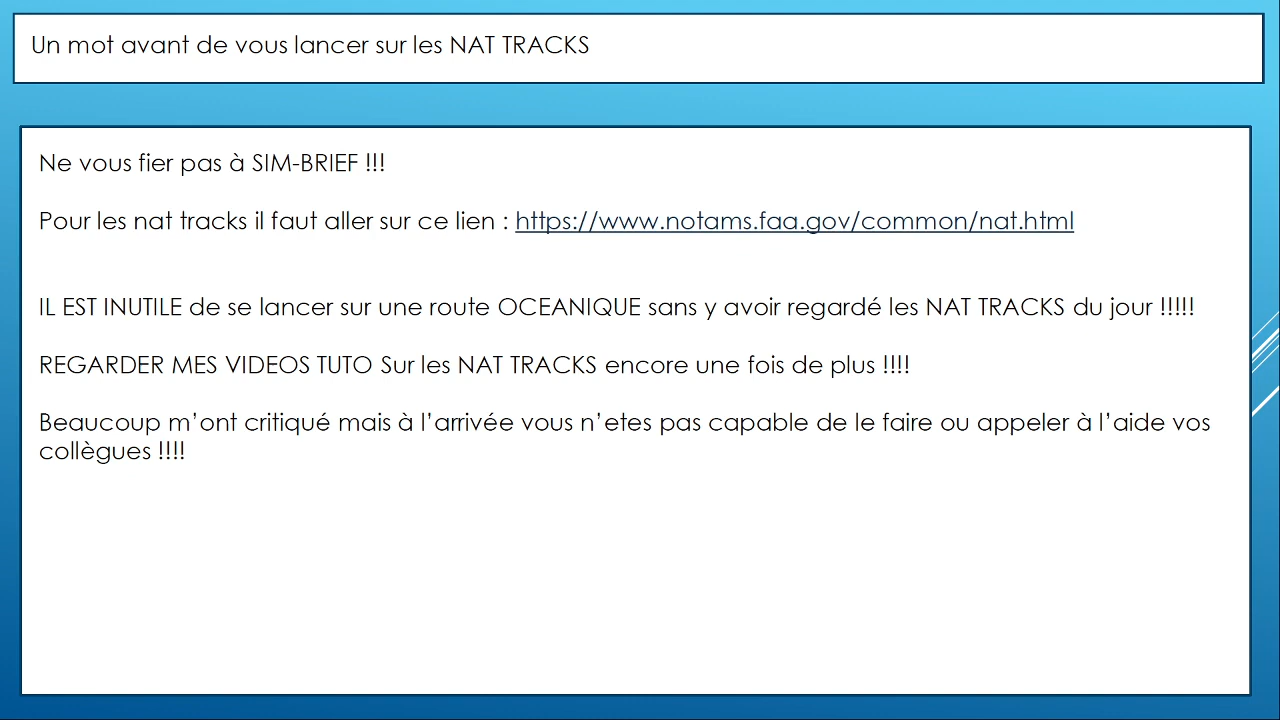 Un mot avant de vous lancer sur les NAT TRACKS
Ne vous fier pas à SIM-BRIEF !!!
Pour les nat tracks il faut aller sur ce lien : https://www.notams.faa.gov/common/nat.html
IL EST INUTILE de se lancer sur une route OCEANIQUE sans y avoir regardé les NAT TRACKS du jour !!!!!
REGARDER MES VIDEOS TUTO Sur les NAT TRACKS encore une fois de plus !!!!
Beaucoup m’ont critiqué mais à l’arrivée vous n’etes pas capable de le faire ou appeler à l’aide vos
collègues !!!!